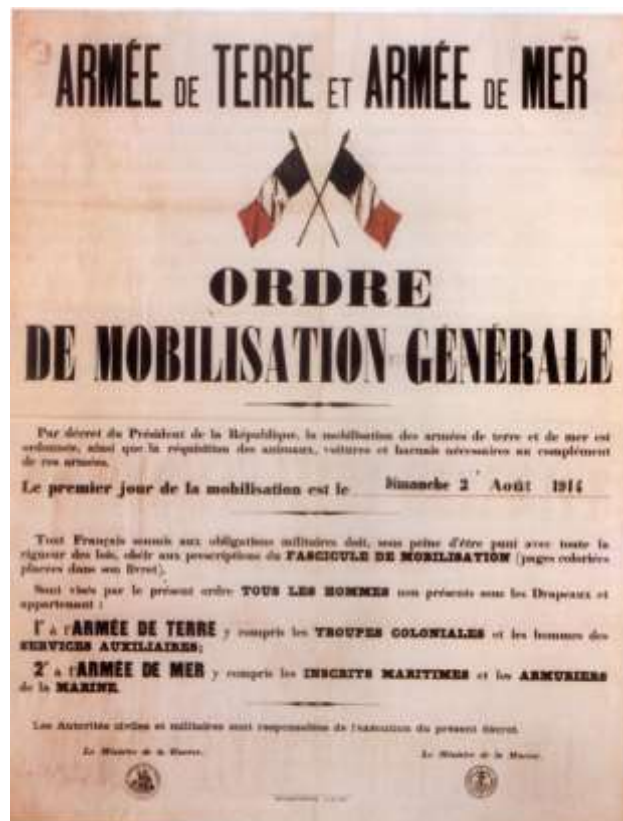 ARMÉE DE TERRE ET ARMÉE DE MER
ORDRE
DE MOBILISATION GÉNÉRALE
Par décret du Président de la République, la mobilisation des armées de terre et de mer est
ordonnée, ainsi que la réquisition des animaux, voitures et harnais nécessaires au complément
de ces armées.
Le premier jour de la mobilisation est le Dimanche 2 Août 1914
Tout Français soumis aux obligations militaires doit, sous peine d'être puni avec toute la
rigueur des lois, obéir aux prescriptions du FASCICULE DE MOBILISATION (pages coloriées
placées dans son livret).
Sont visés par le présent ordre TOUS LES HOMMES non présents sous les Drapeaux et
appartenant :
1° à l'ARMÉE DE TERRE y compris les TROUPES COLONIALES et les hommes des
SERVICES AUXILIAIRES;
2° à l'ARMÉE DE MER y compris les INSCRITS MARITIMES et les ARMURIERS
de la MARINE.
Les Autorités civiles et militaires sont responsables de l'exécution du présent décret.
Le Ministre de la Guerre, Le Ministre de la Marine,